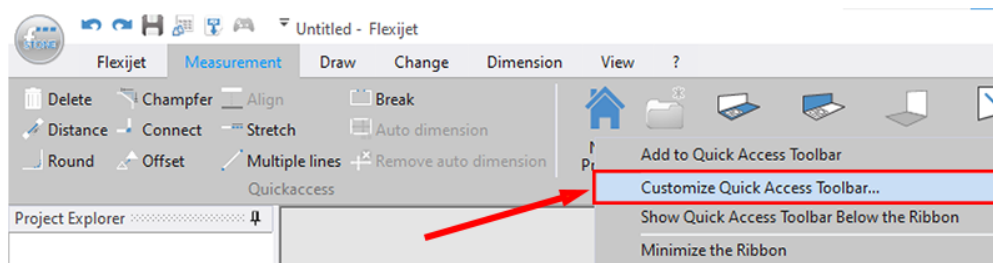 Untitled - Flexijet
STONE
Flexijet Measurement Draw Change Dimension View ?
Delete Champfer Align Break
Distance Connect Stretch Auto dimension
Round Offset Multiple lines Remove auto dimension
Quickaccess
Add to Quick Access Toolbar
Customize Quick Access Toolbar...
Show Quick Access Toolbar Below the Ribbon
Minimize the Ribbon
Project Explorer